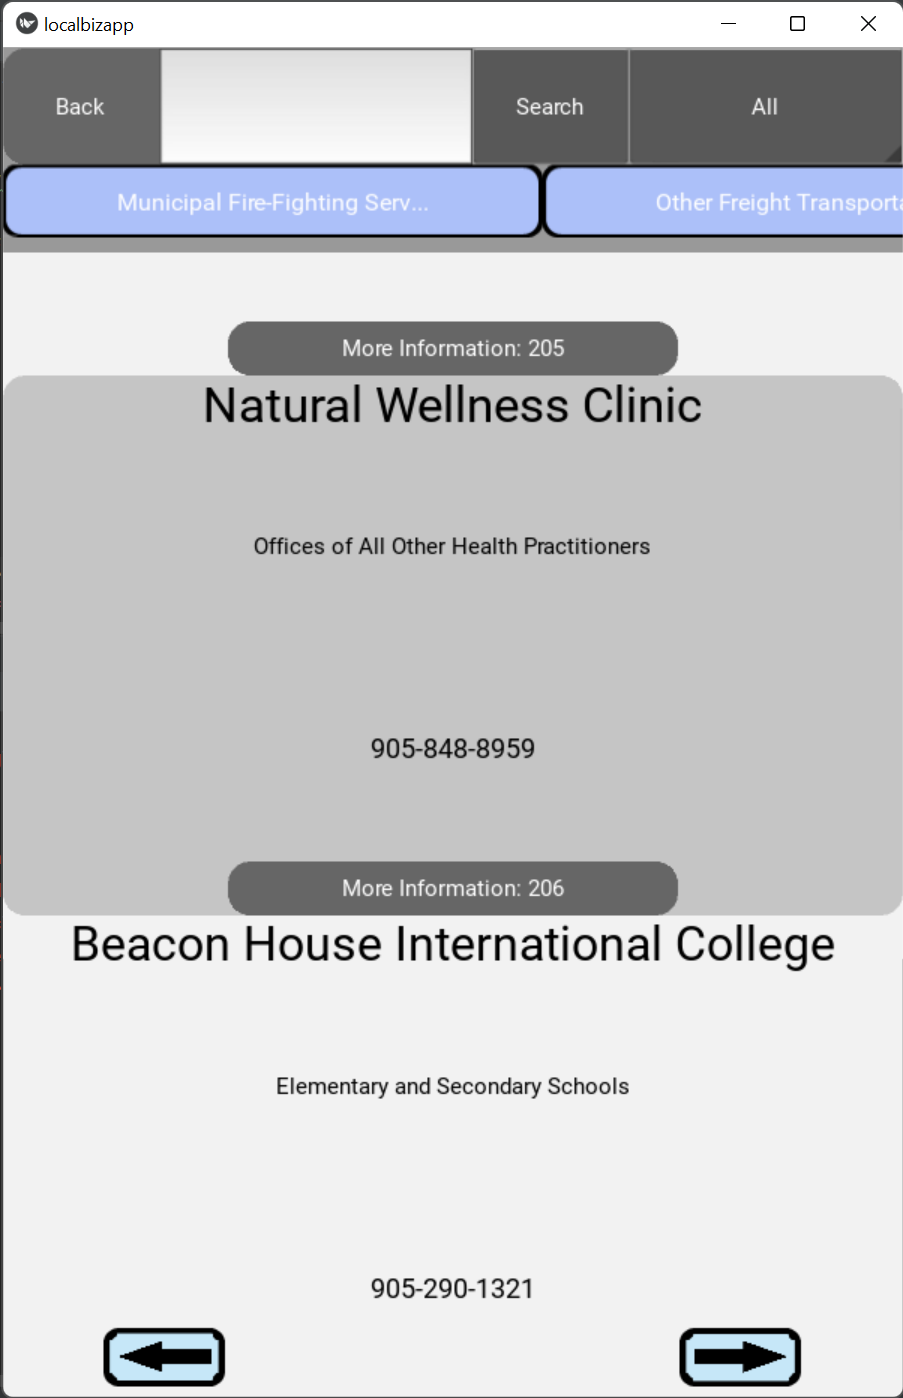 localbizapp
Back
Search
All
Municipal Fire-Fighting Serv...
Other Freight Transport
More Information: 205
Natural Wellness Clinic
Offices of All Other Health Practitioners
905-848-8959
More Information: 206
Beacon House International College
Elementary and Secondary Schools
905-290-1321